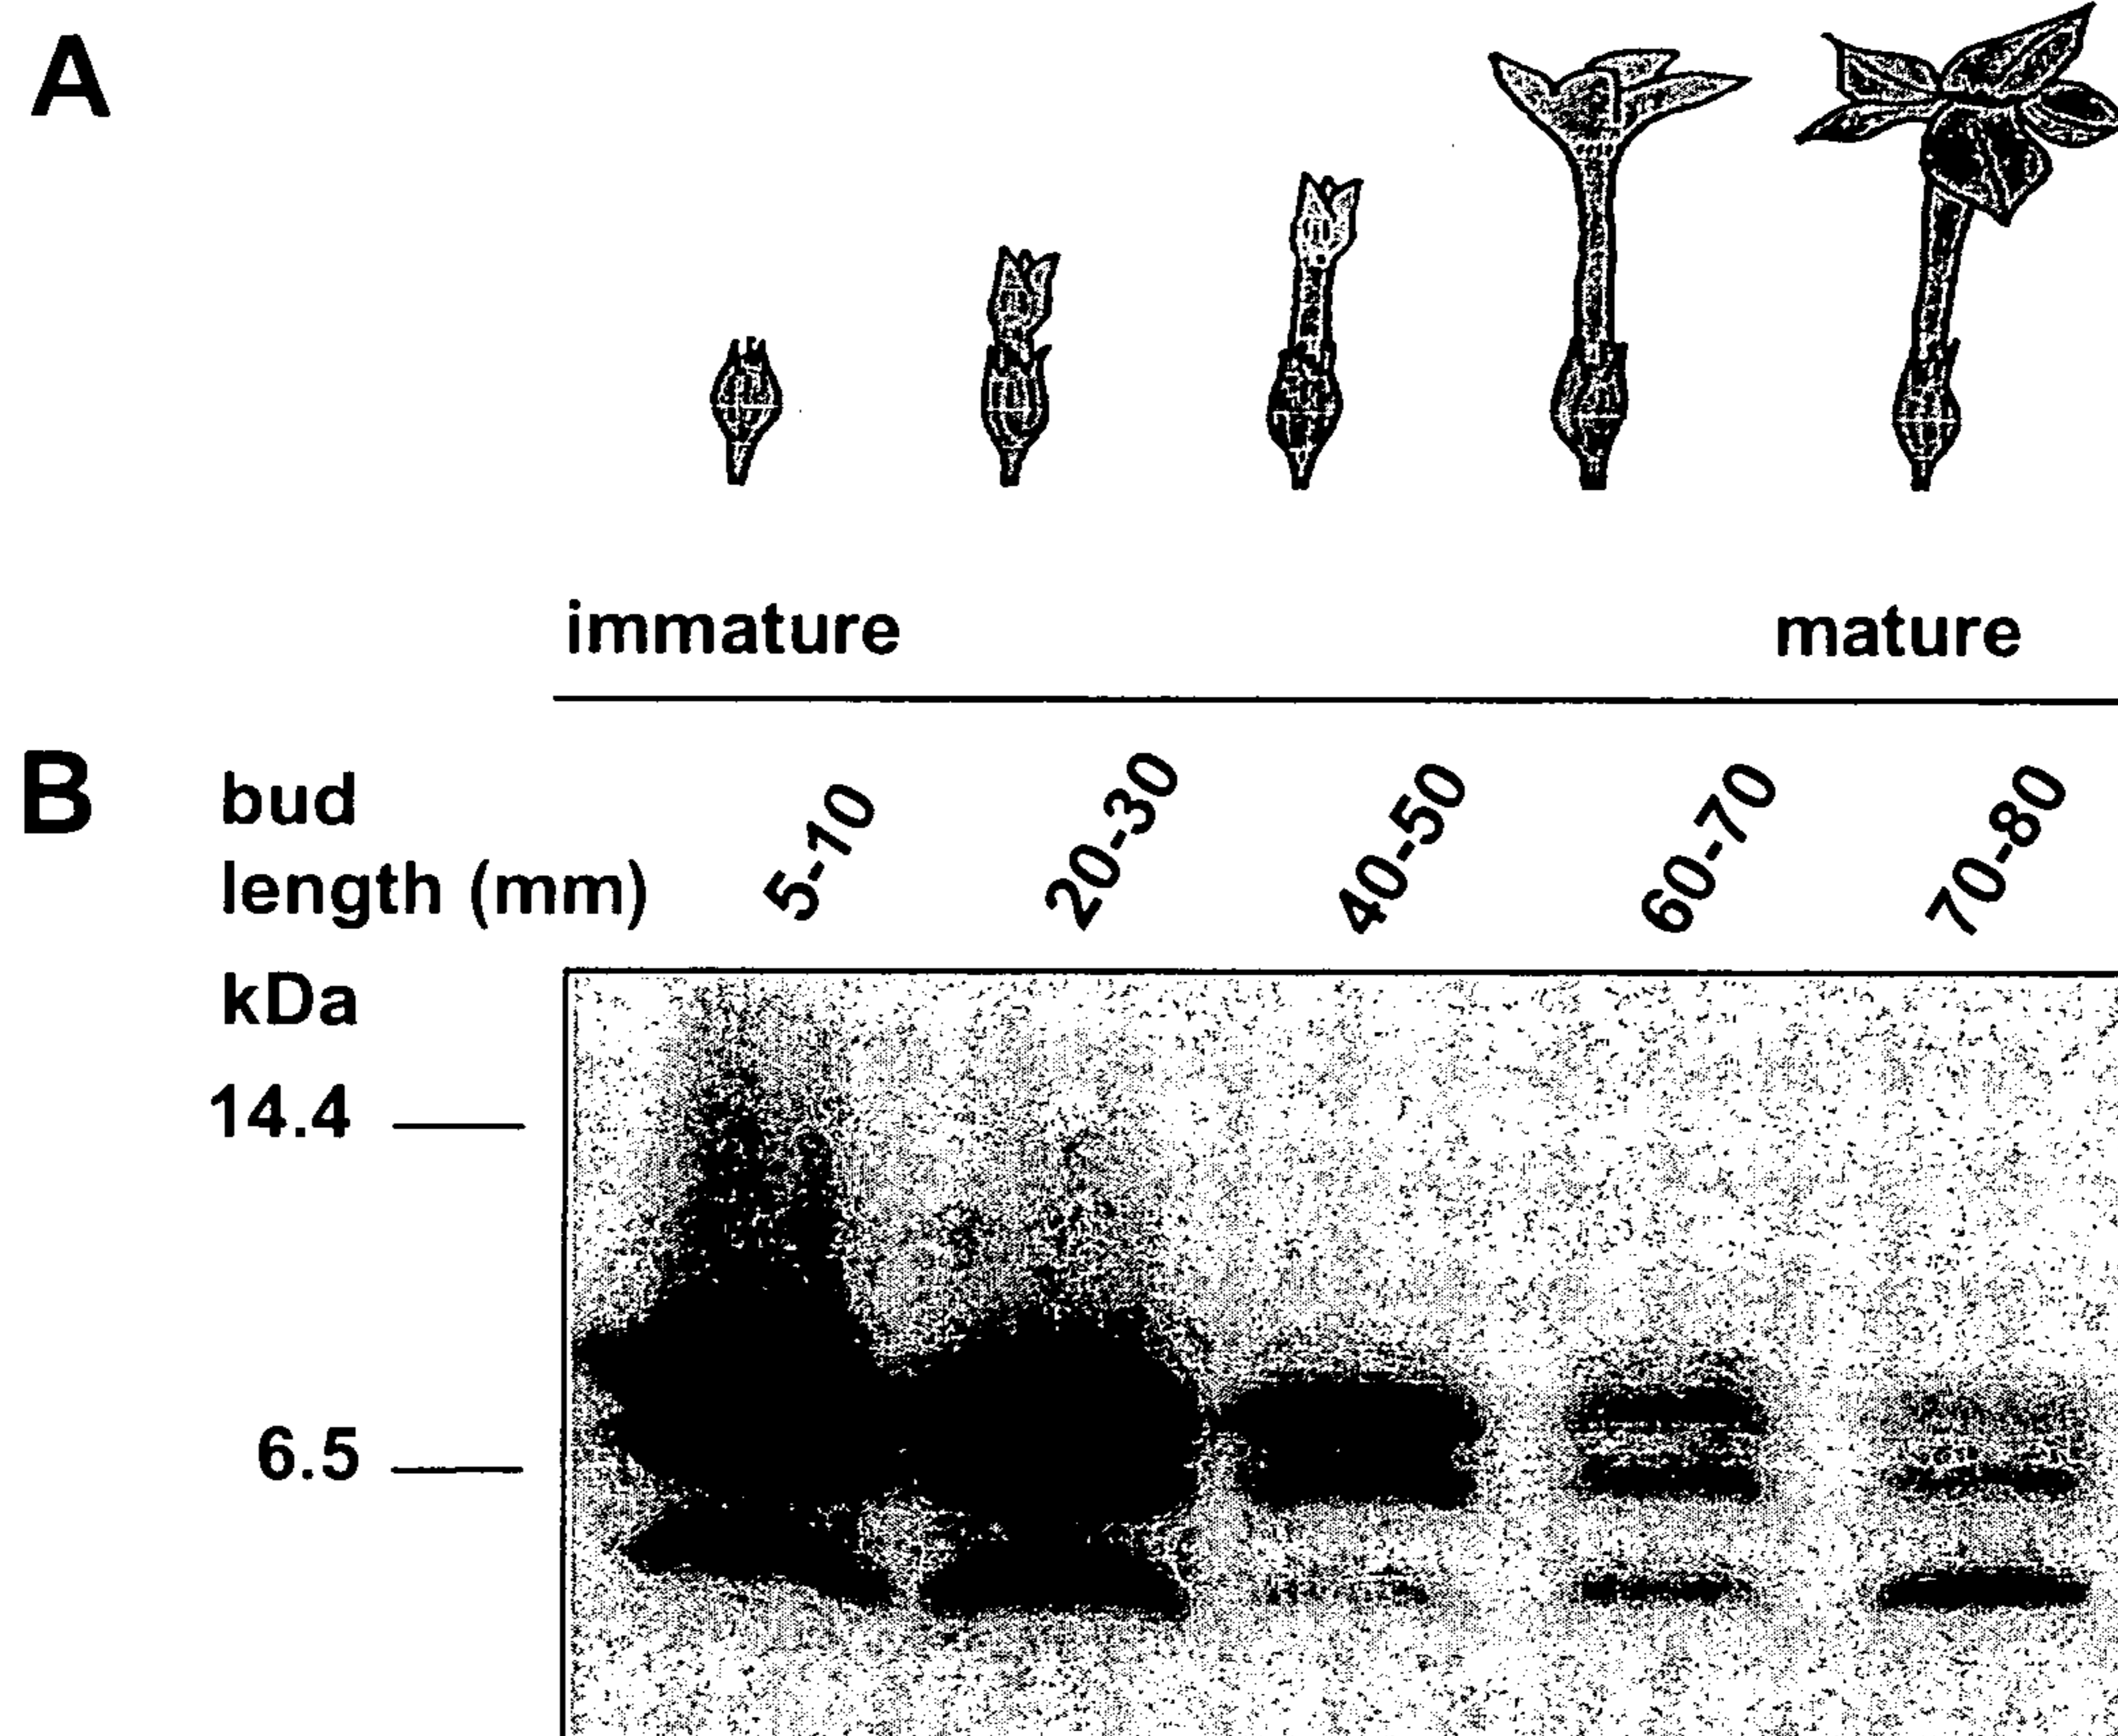 A
immature mature
B
bud
length (mm)
5-10 20-30 40-50 60-70 70-80
kDa
14.4
6.5